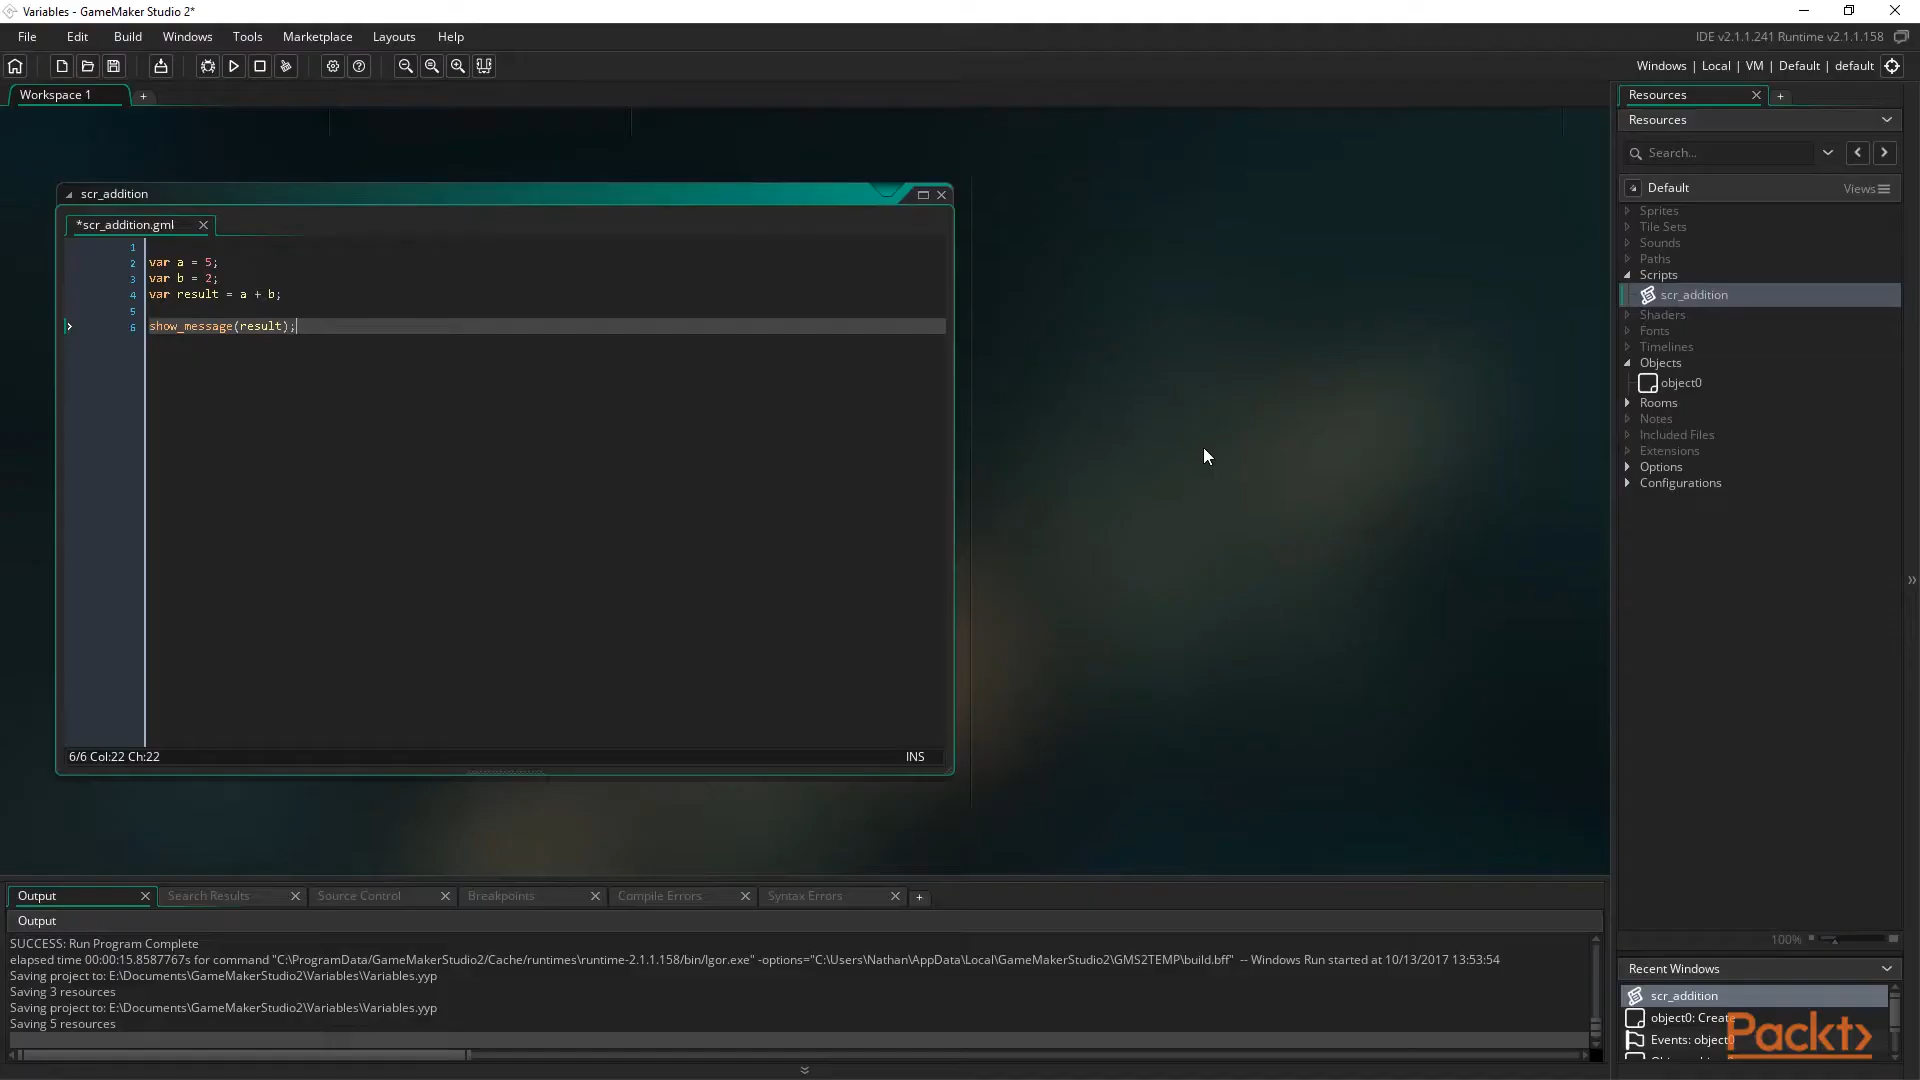 Variables - GameMaker Studio 2*
File Edit Build Windows Tools Marketplace Layouts Help
IDE v2.1.1.241 Runtime v2.1.1.158
Windows | Local | VM | Default | default
Workspace 1
scr_addition
*scr_addition.gml
1
2 var a = 5;
3 var b = 2;
4 var result = a + b;
5
6 show_message(result);
6/6 Col:22 Ch:22 INS
Resources
Resources
Search...
Default Views
Sprites
Tile Sets
Sounds
Paths
Scripts
scr_addition
Shaders
Fonts
Timelines
Objects
object0
Rooms
Notes
Included Files
Extensions
Options
Configurations
100%
Output Search Results Source Control Breakpoints Compile Errors Syntax Errors
Output
SUCCESS: Run Program Complete
elapsed time 00:00:15.8587767s for command "C:\ProgramData/GameMakerStudio2/Cache/runtimes\runtime-2.1.1.158/bin/Igor.exe" -options="C:\Users\Nathan\AppData\Local\GameMakerStudio2\GMS2TEMP\build.bff" -- Windows Run started at 10/13/2017 13:53:54
Saving project to: E:\Documents\GameMakerStudio2\Variables\Variables.yyp
Saving 3 resources
Saving project to: E:\Documents\GameMakerStudio2\Variables\Variables.yyp
Saving 5 resources
Recent Windows
scr_addition
object0: Create
Events: object0
Packt>